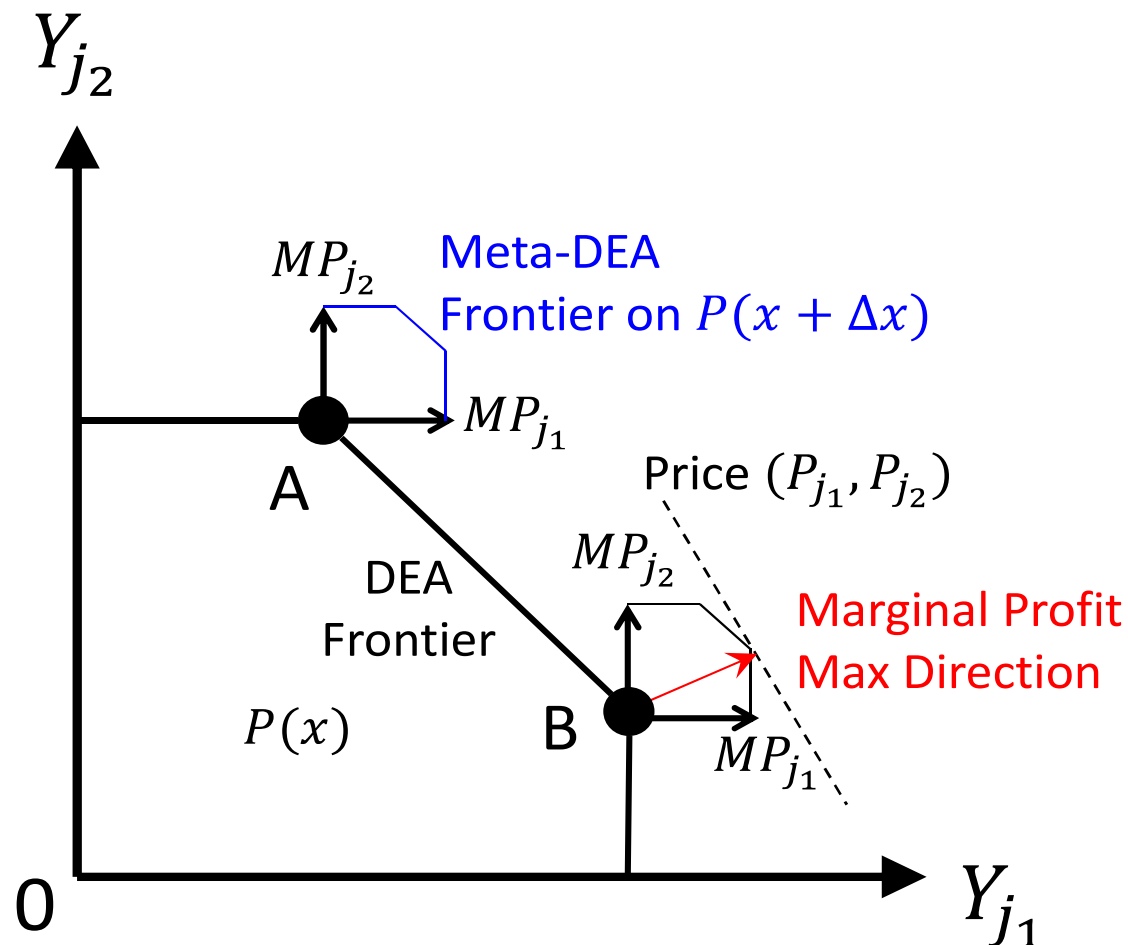 Y_{j_2}
MP_{j_2}
Meta-DEA
Frontier on P(x + Δx)
MP_{j_1}
A
Price (P_{j_1}, P_{j_2})
MP_{j_2}
DEA
Frontier
Marginal Profit
Max Direction
P(x)
B
MP_{j_1}
0
Y_{j_1}